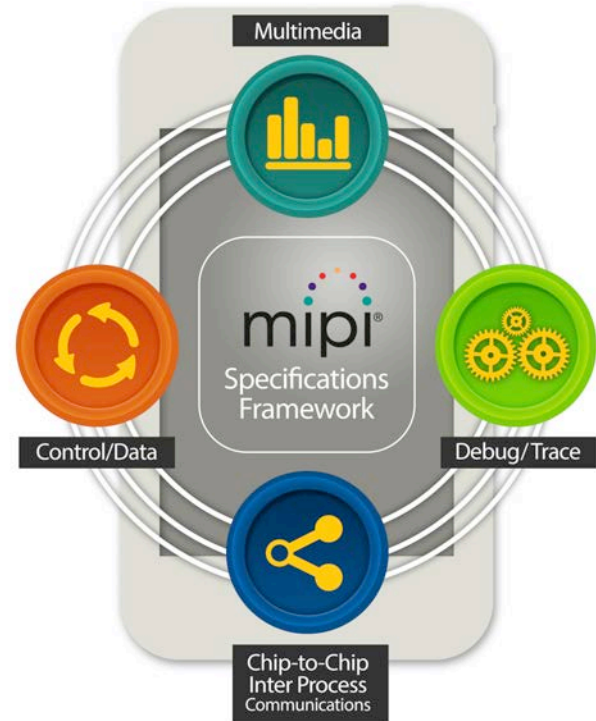 Multimedia
mipi®
Specifications
Framework
Control/Data
Debug/Trace
Chip-to-Chip
Inter Process
Communications